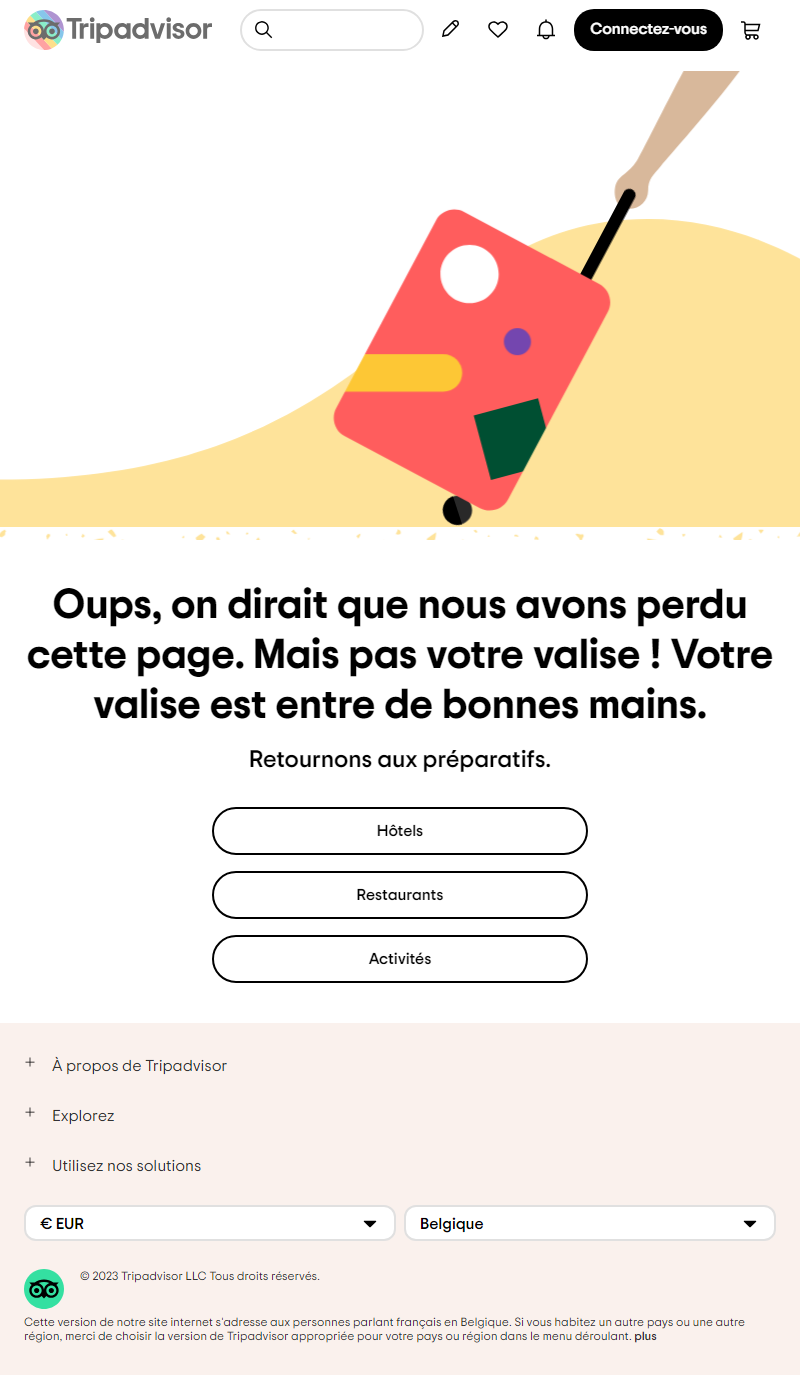 Tripadvisor
Connectez-vous
Oups, on dirait que nous avons perdu
cette page. Mais pas votre valise ! Votre
valise est entre de bonnes mains.
Retournons aux préparatifs.
Hôtels
Restaurants
Activités
À propos de Tripadvisor
Explorez
Utilisez nos solutions
€ EUR
Belgique
© 2023 Tripadvisor LLC Tous droits réservés.
Cette version de notre site internet s'adresse aux personnes parlant français en Belgique. Si vous habitez un autre pays ou une autre
région, merci de choisir la version de Tripadvisor appropriée pour votre pays ou région dans le menu déroulant. plus